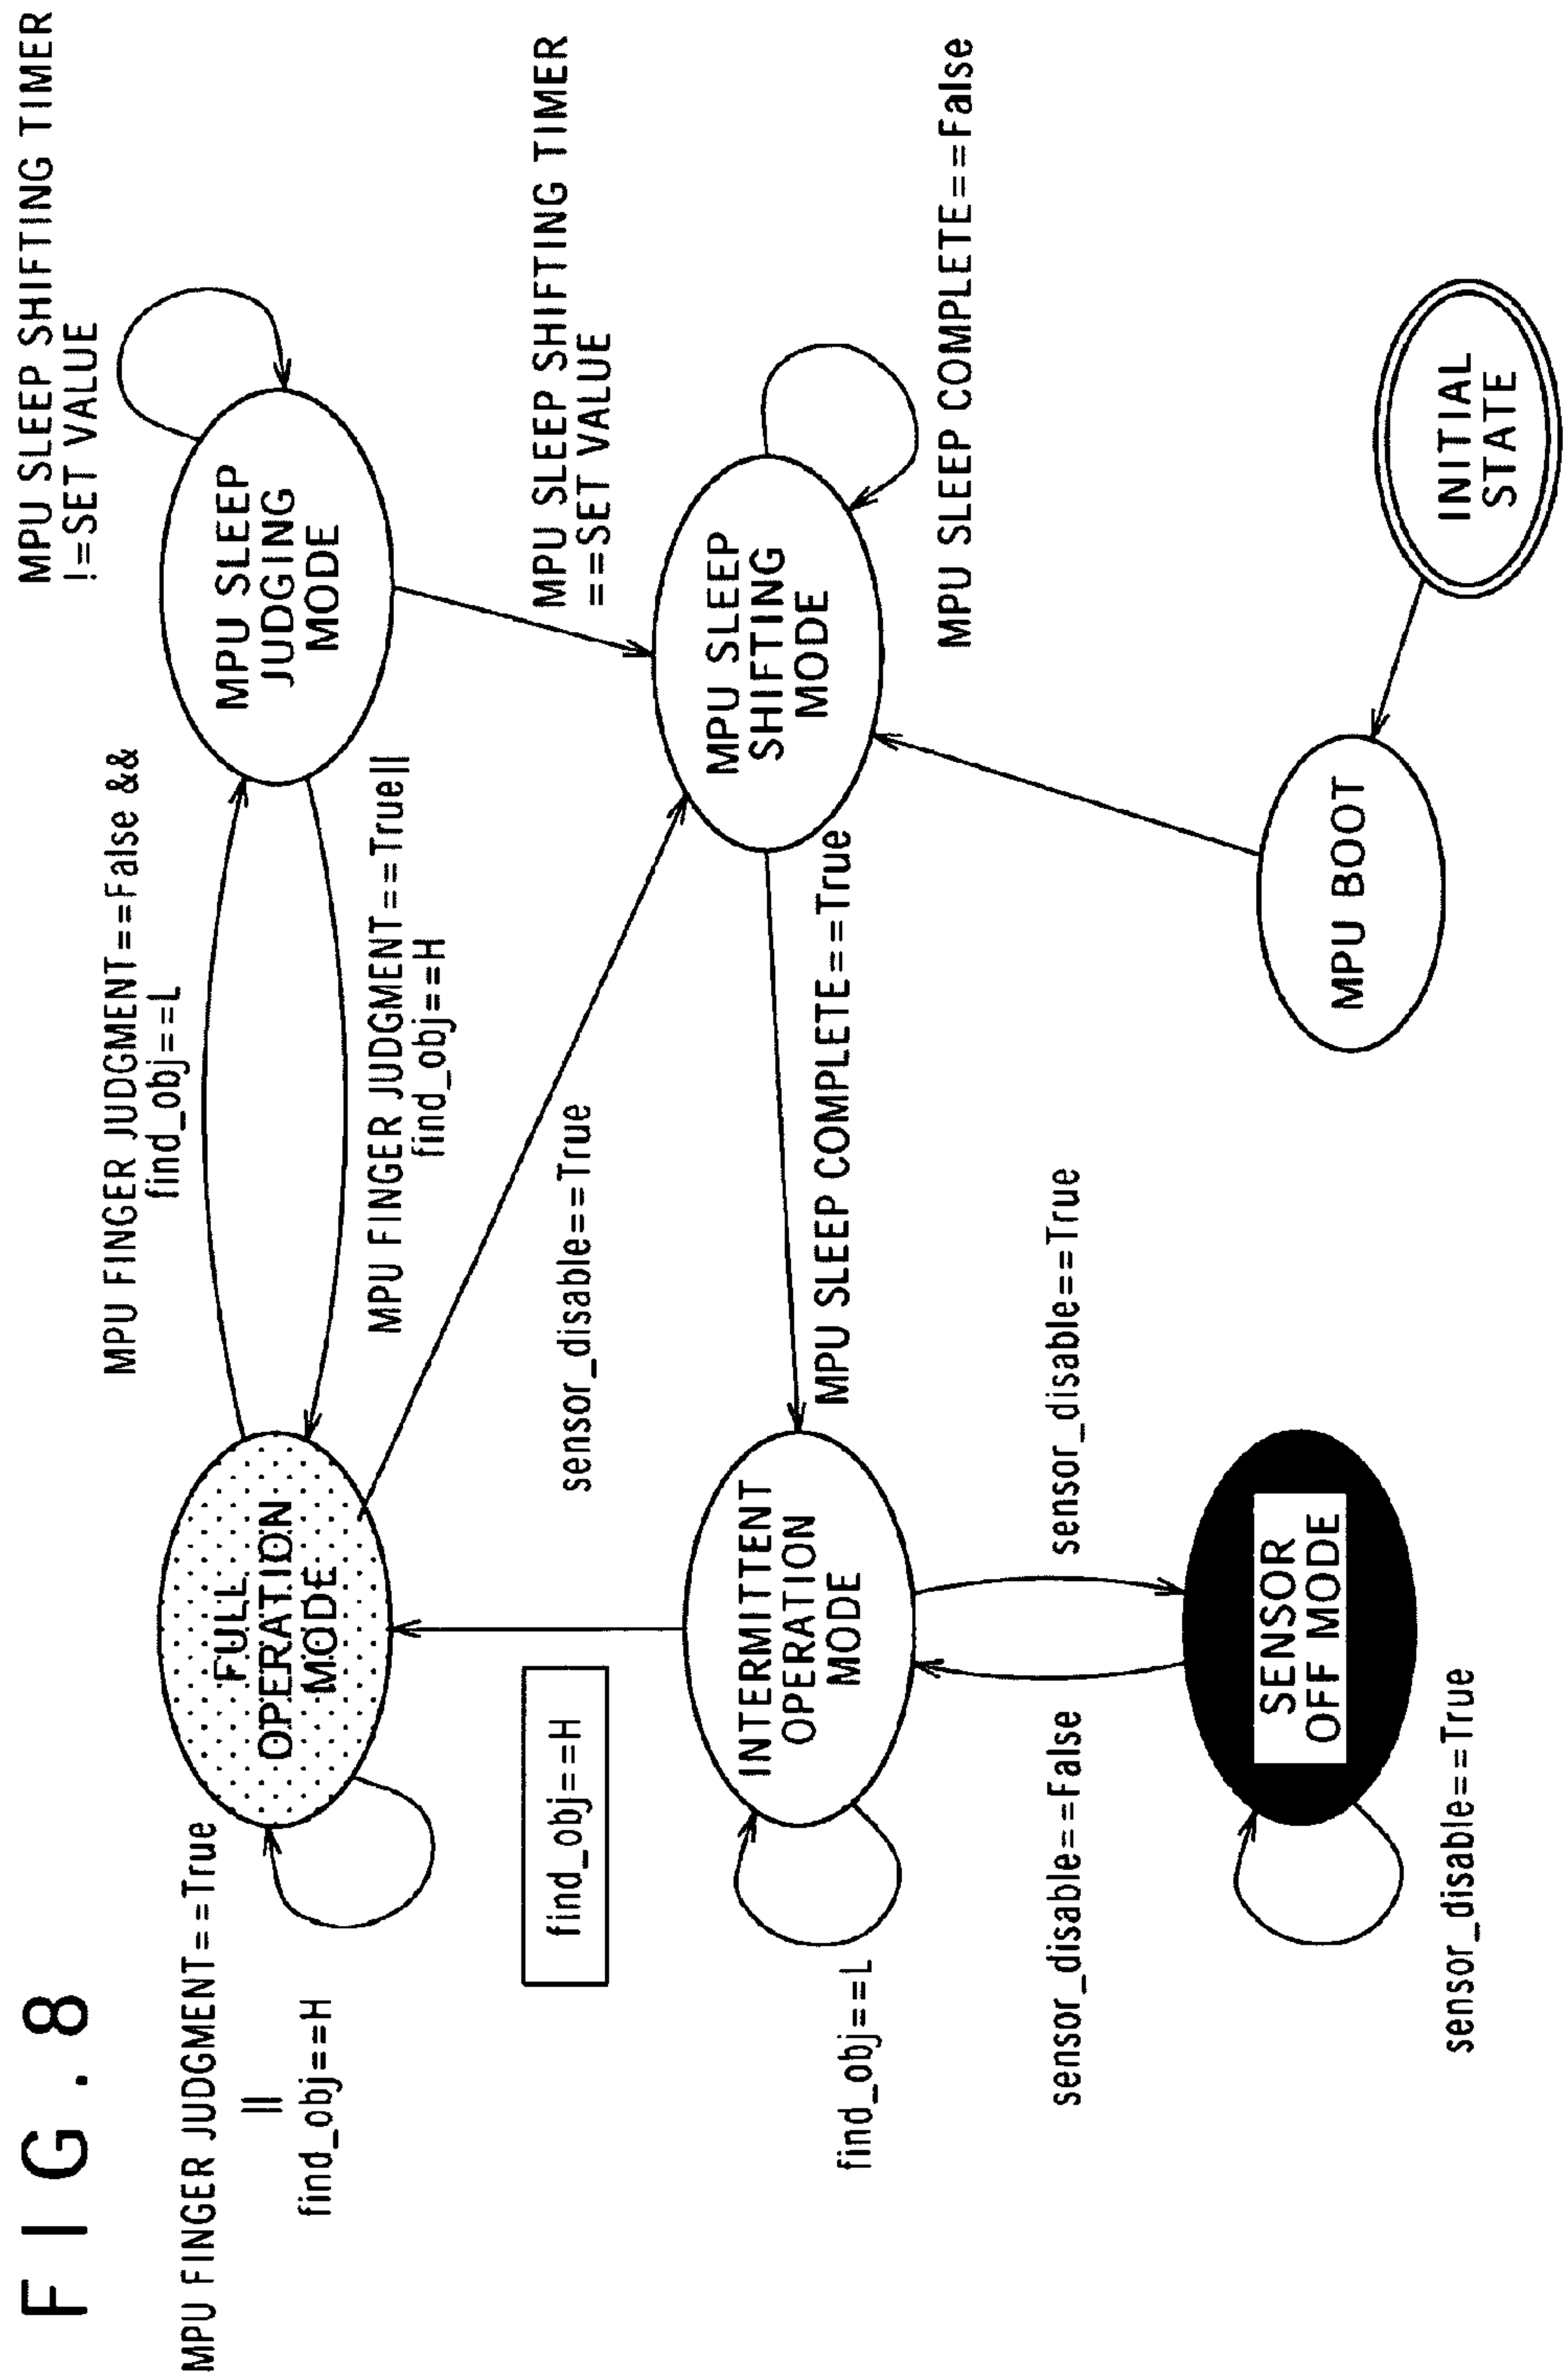 FIG.8
MPU FINGER JUDGMENT==True
||
find_obj==H
FULL
OPERATION
MODE
MPU FINGER JUDGMENT==False &&
find_obj==L
MPU FINGER JUDGMENT==True||
find_obj==H
MPU SLEEP SHIFTING TIMER
!=SET VALUE
MPU SLEEP
JUDGING
MODE
find_obj==H
sensor_disable==True
MPU SLEEP SHIFTING TIMER
==SET VALUE
find_obj==L
INTERMITTENT
OPERATION
MODE
MPU SLEEP COMPLETE==True
MPU SLEEP
SHIFTING
MODE
MPU SLEEP COMPLETE==False
sensor_disable==False
sensor_disable==True
SENSOR
OFF MODE
sensor_disable==True
MPU BOOT
INITIAL
STATE